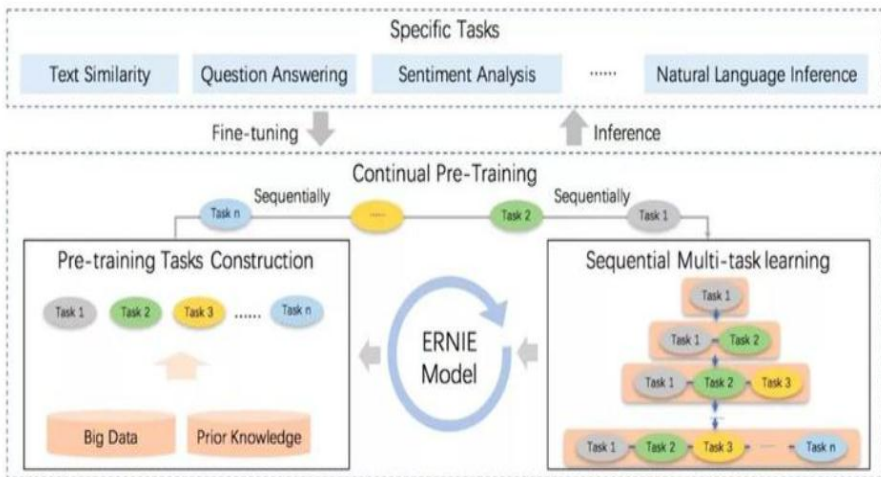 Specific Tasks
Text Similarity Question Answering Sentiment Analysis ...... Natural Language Inference
Fine-tuning Inference
Continual Pre-Training
Sequentially Sequentially
Task n ...... Task 2 Task 1
Pre-training Tasks Construction
Task 1 Task 2 Task 3 ...... Task n
Big Data Prior Knowledge
ERNIE
Model
Sequential Multi-task learning
Task 1
Task 1 Task 2
Task 1 Task 2 Task 3
......
Task 1 Task 2 Task 3 ...... Task n